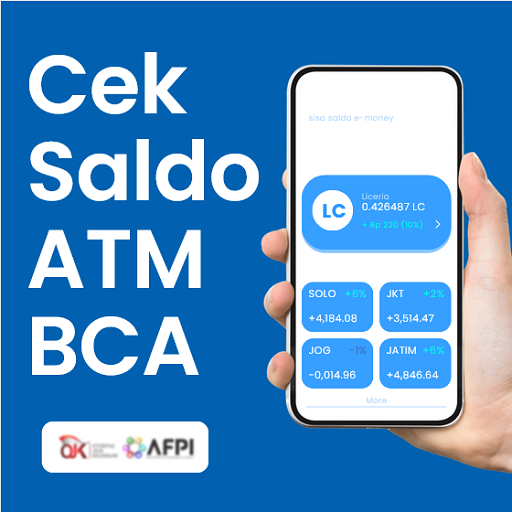 Cek
Saldo
ATM
BCA
sisa saldo e-money
LC
Liceria
0.426487 LC
+ Rp 220 (10%)
SOLO +6%
+4,184.08
JKT +2%
+3,514.47
JOG -1%
-0,014.96
JATIM +6%
+4,846.64
More
OJK
AFPI